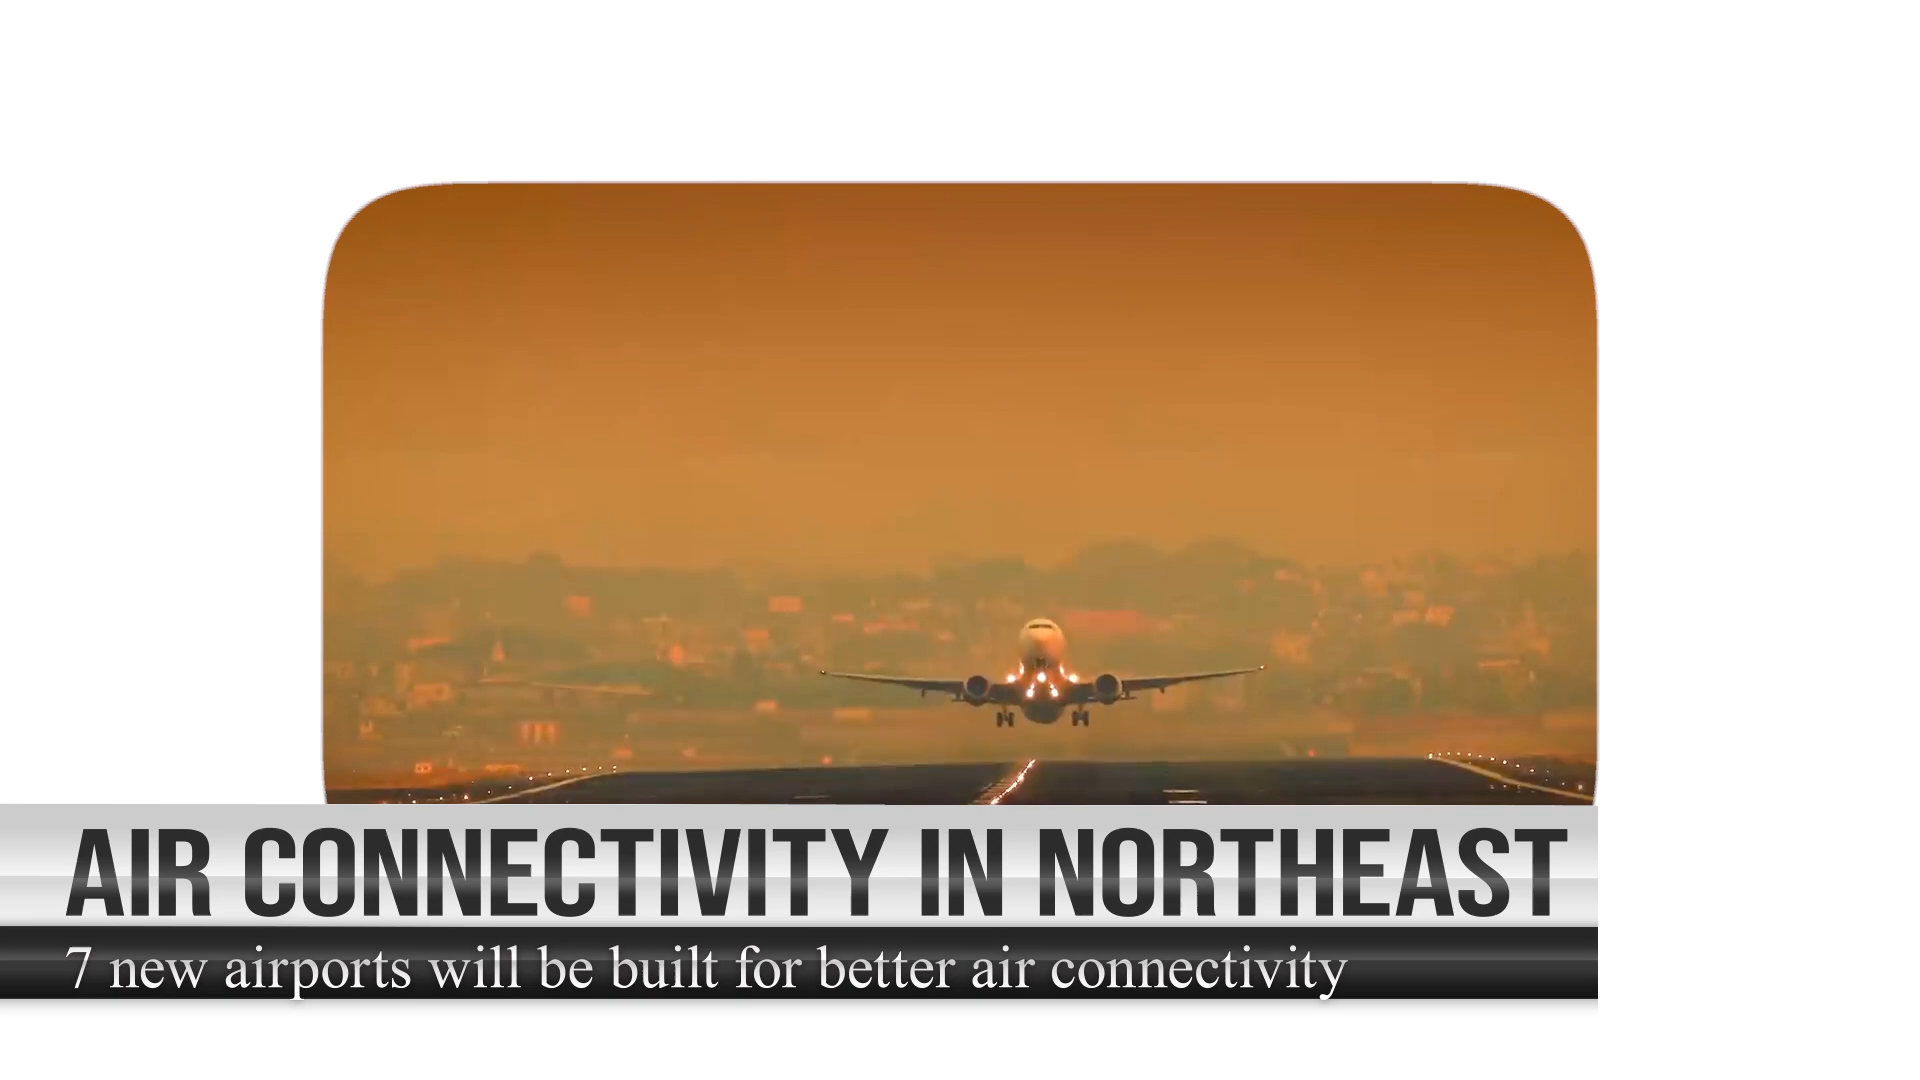 AIR CONNECTIVITY IN NORTHEAST
7 new airports will be built for better air connectivity